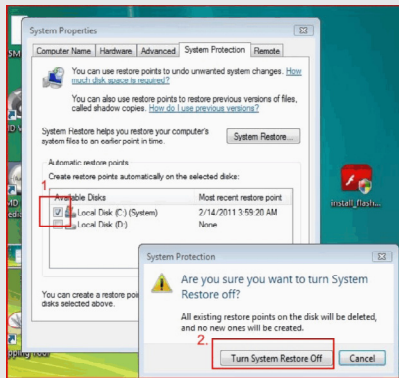 System Properties
Computer Name
Hardware
Advanced
System Protection
Remote
You can use restore points to undo unwanted system changes. How
much disk space is required?
You can also use restore points to restore previous versions of files,
called shadow copies. How do I use previous versions?
System Restore helps you restore your computer's
system files to an earlier point in time.
System Restore...
Automatic restore points
Create restore points automatically on the selected disks:
1
Available Disks
Most recent restore point
Local Disk (C:) (System)
2/14/2011 3:59:20 AM
Local Disk (D:)
None
install_flash...
You can create a restore poi
disks selected above.
System Protection
Are you sure you want to turn System
Restore off?
All existing restore points on the disk will be deleted,
and no new ones will be created.
2.
Turn System Restore Off
Cancel